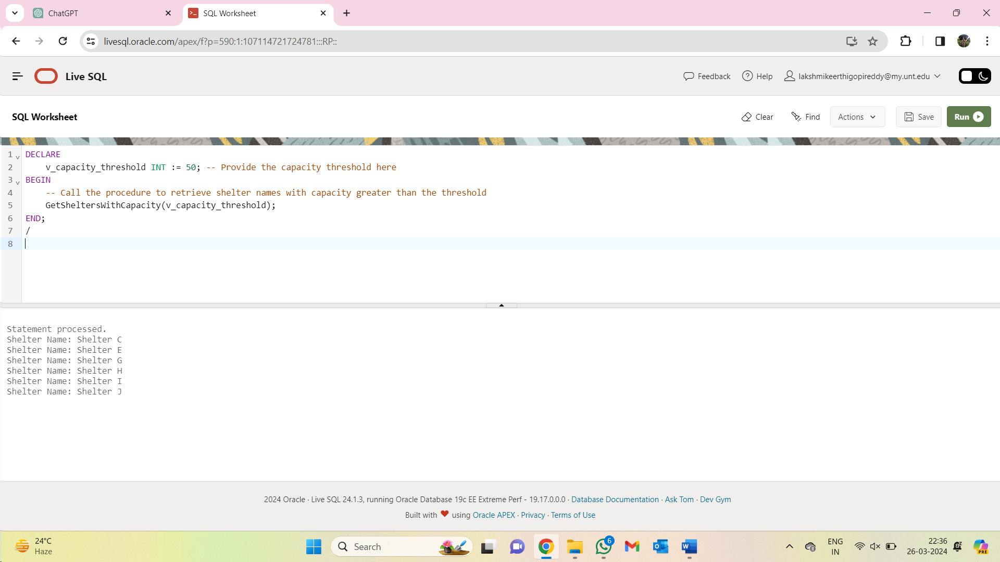 ChatGPT
SQL Worksheet
livesql.oracle.com/apex/f?p=590:1:107114721724781:::RP::
Live SQL
Feedback
Help
lakshmikeerthigopireddy@my.unt.edu
SQL Worksheet
Clear
Find
Actions
Save
Run
1 DECLARE
2 v_capacity_threshold INT := 50; -- Provide the capacity threshold here
3 BEGIN
4 -- Call the procedure to retrieve shelter names with capacity greater than the threshold
5 GetSheltersWithCapacity(v_capacity_threshold);
6 END;
7 /
8
Statement processed.
Shelter Name: Shelter C
Shelter Name: Shelter E
Shelter Name: Shelter G
Shelter Name: Shelter H
Shelter Name: Shelter I
Shelter Name: Shelter J
2024 Oracle · Live SQL 24.1.3, running Oracle Database 19c EE Extreme Perf - 19.17.0.0.0 · Database Documentation · Ask Tom · Dev Gym
Built with ❤ using Oracle APEX · Privacy · Terms of Use
24°C
Haze
Search
6
ENG
IN
22:36
26-03-2024
PRE